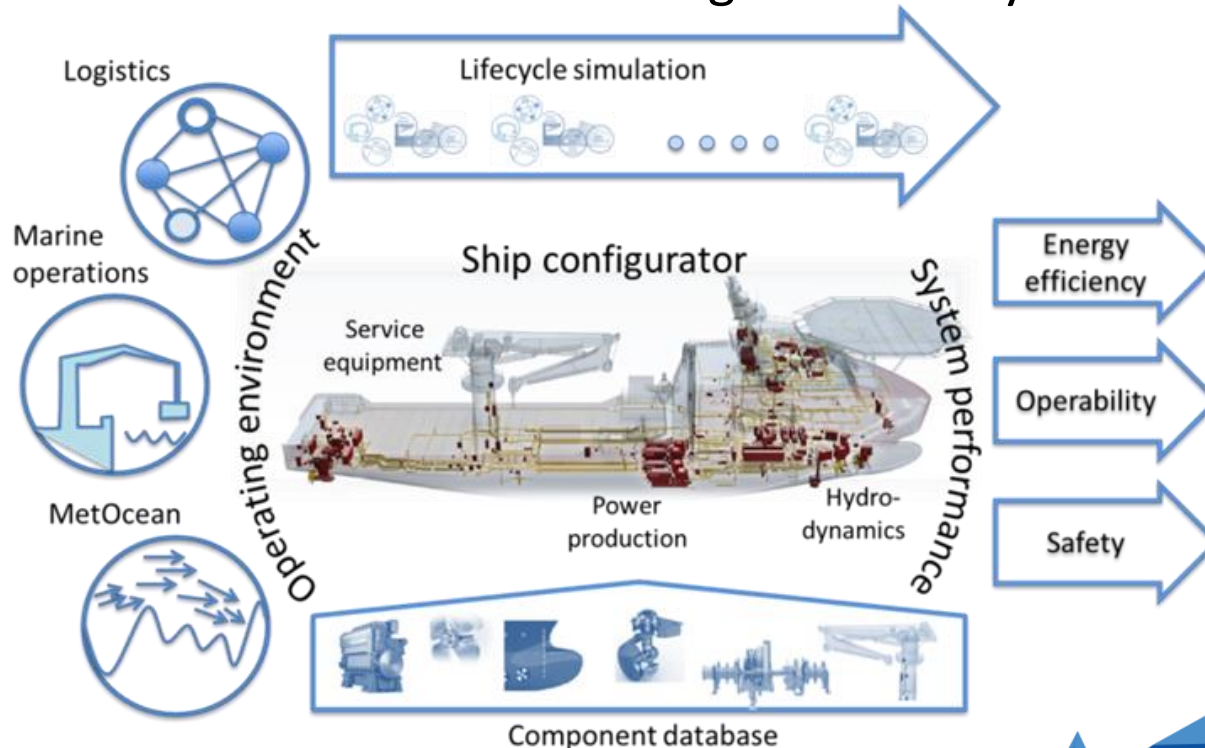 Logistics
Lifecycle simulation
Marine
operations
Ship configurator
Energy
efficiency
Operating environment
System performance
Service
equipment
Operability
MetOcean
Power
production
Hydro-
dynamics
Safety
Component database